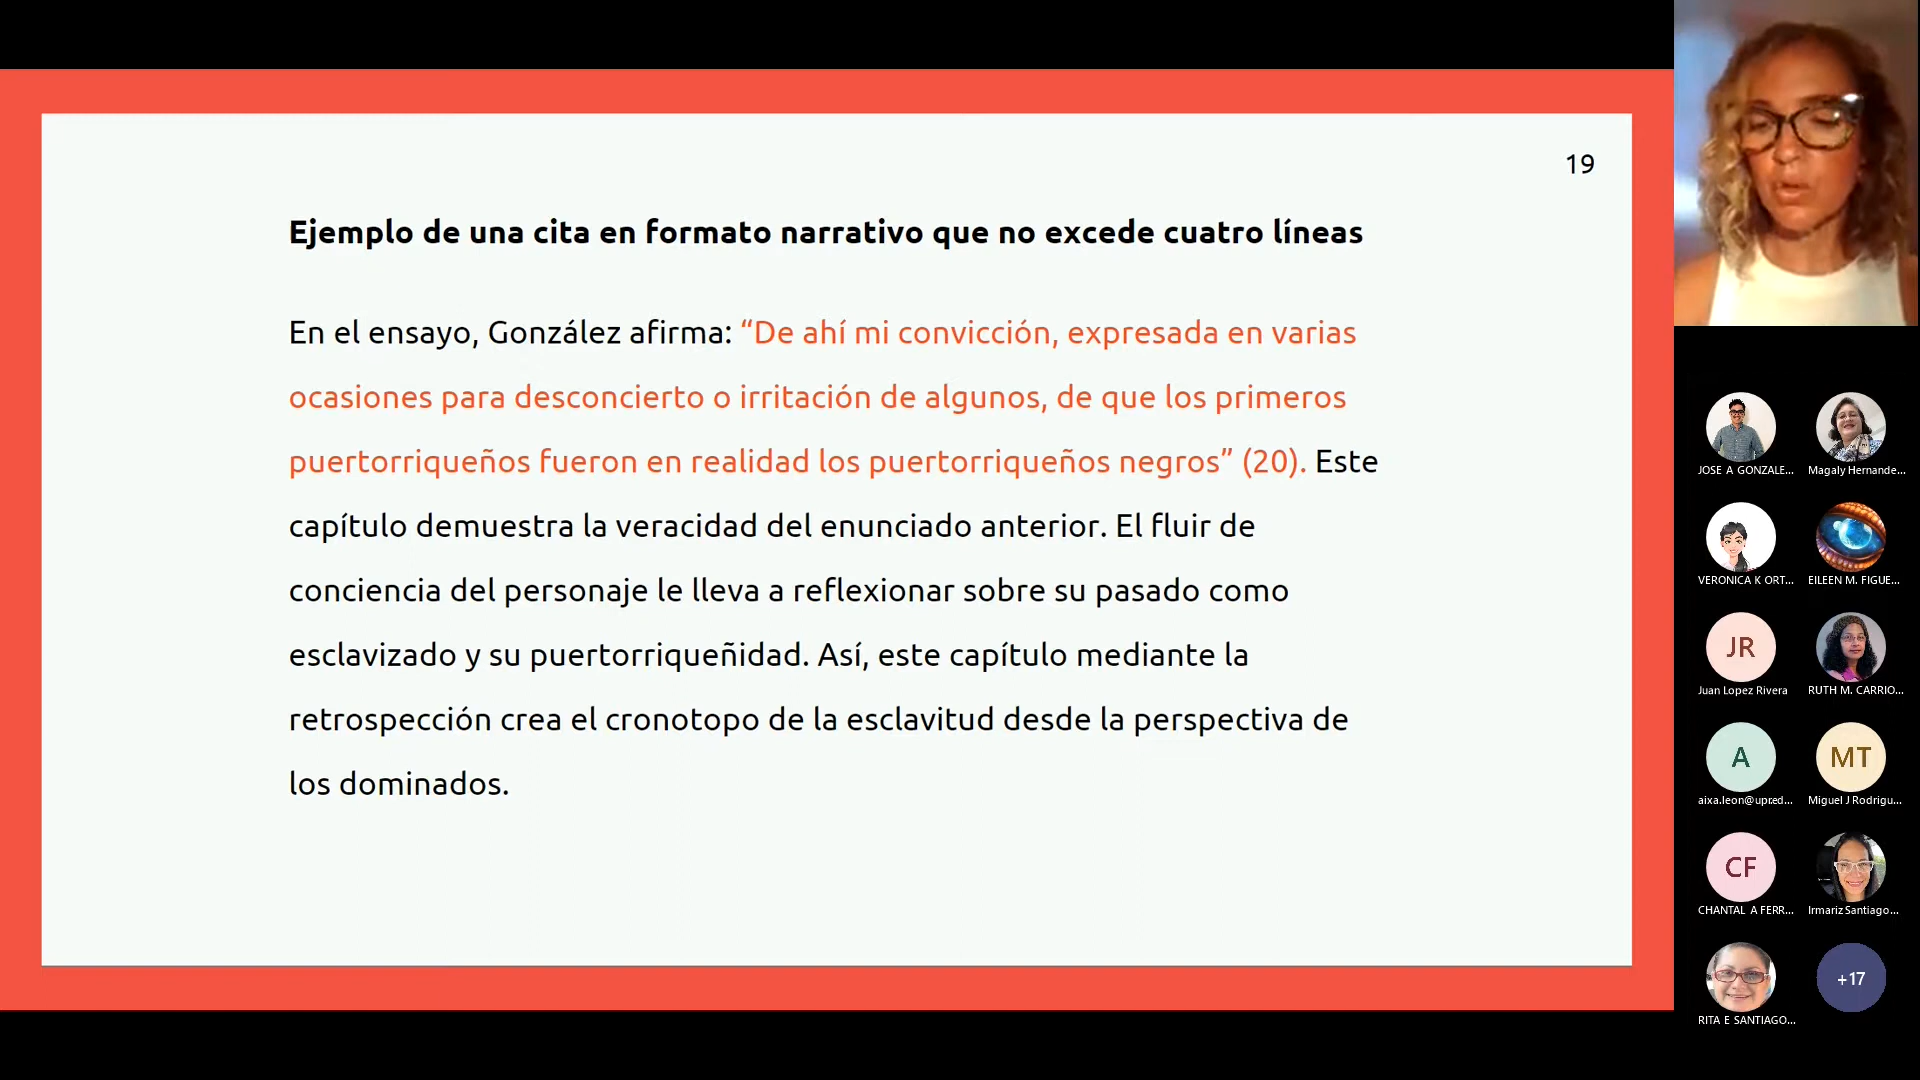 19
Ejemplo de una cita en formato narrativo que no excede cuatro líneas
En el ensayo, González afirma: “De ahí mi convicción, expresada en varias
ocasiones para desconcierto o irritación de algunos, de que los primeros
puertorriqueños fueron en realidad los puertorriqueños negros” (20). Este
capítulo demuestra la veracidad del enunciado anterior. El fluir de
conciencia del personaje le lleva a reflexionar sobre su pasado como
esclavizado y su puertorriqueñidad. Así, este capítulo mediante la
retrospección crea el cronotopo de la esclavitud desde la perspectiva de
los dominados.
JOSE A GONZALE...
Magaly Hernande...
VERONICA K ORT...
EILEEN M. FIGUE...
JR
Juan Lopez Rivera
RUTH M. CARRIO...
A
aixa.leon@upr.ed...
MT
Miguel J Rodrigu...
CF
CHANTAL A FERR...
Irmariz Santiago...
RITA E SANTIAGO...
+17